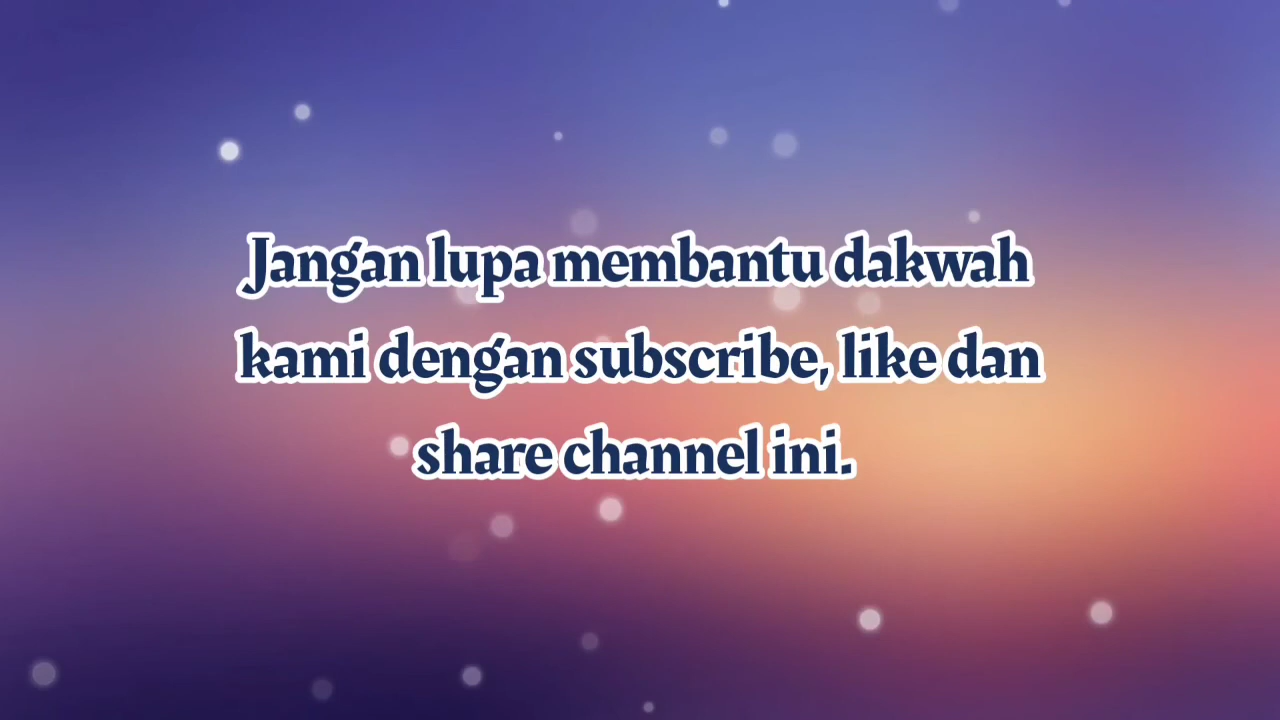 Jangan lupa membantu dakwah
kami dengan subscribe, like dan
share channel ini.